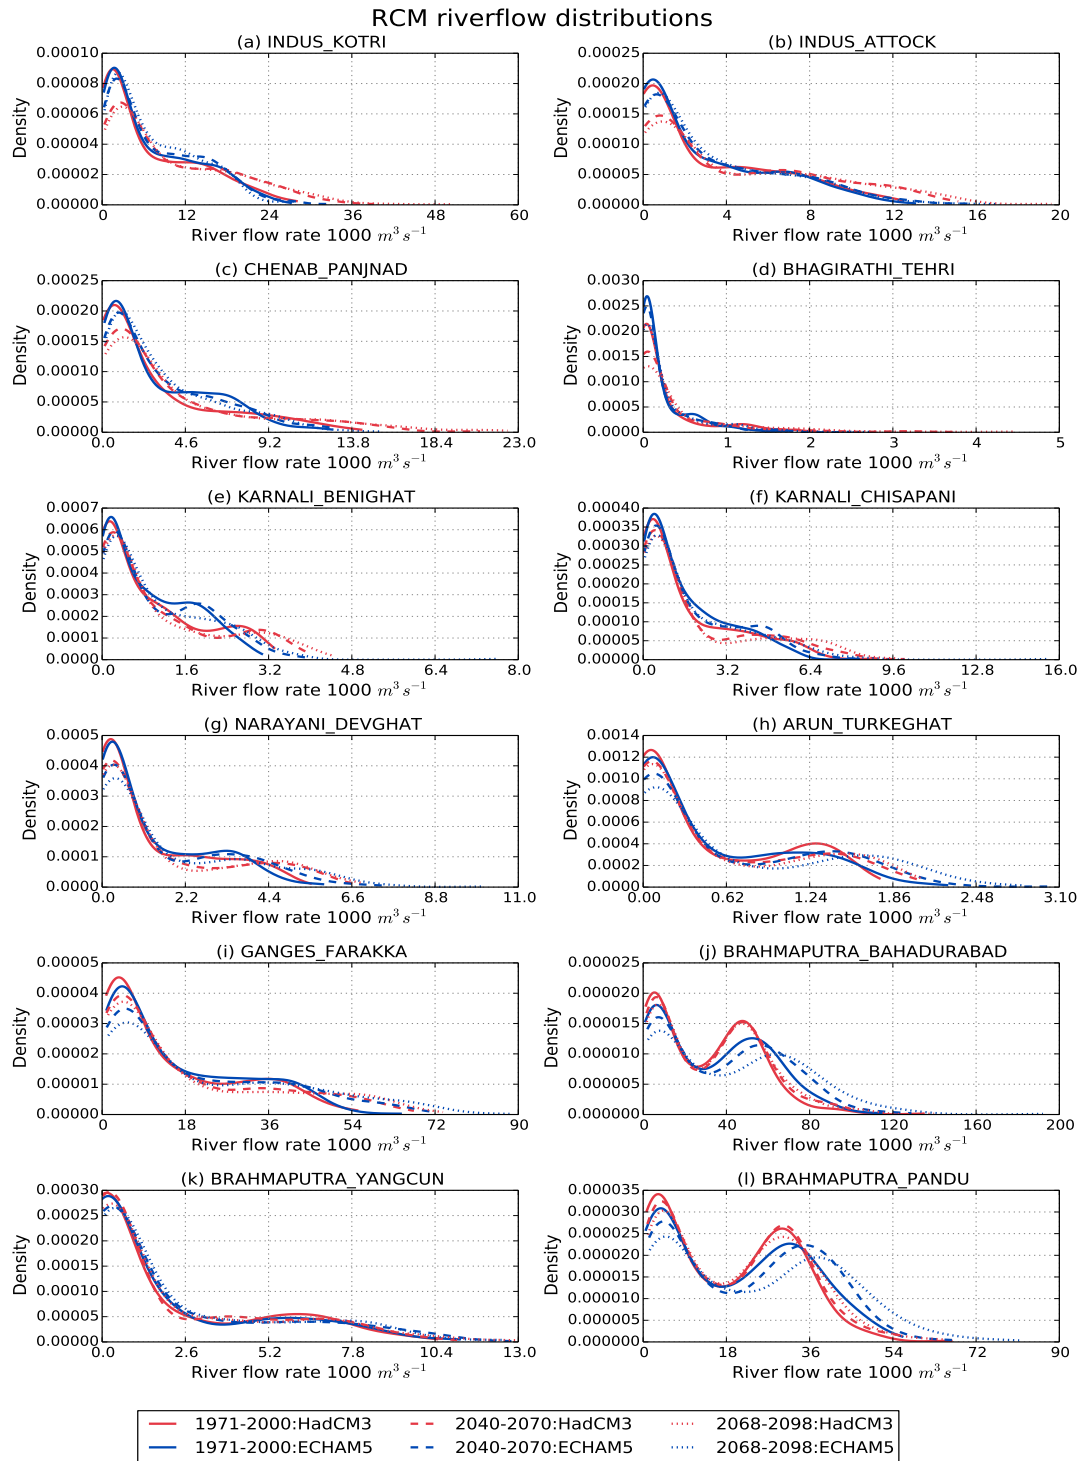 RCM riverflow distributions
(a) INDUS_KOTRI
0.00010
0.00008
0.00006
0.00004
0.00002
0.00000
Density
0 12 24 36 48 60
River flow rate 1000 m³ s⁻¹
(b) INDUS_ATTOCK
0.00025
0.00020
0.00015
0.00010
0.00005
0.00000
Density
0 4 8 12 16 20
River flow rate 1000 m³ s⁻¹
(c) CHENAB_PANJNAD
0.00025
0.00020
0.00015
0.00010
0.00005
0.00000
Density
0.0 4.6 9.2 13.8 18.4 23.0
River flow rate 1000 m³ s⁻¹
(d) BHAGIRATHI_TEHRI
0.0030
0.0025
0.0020
0.0015
0.0010
0.0005
0.0000
Density
0 1 2 3 4 5
River flow rate 1000 m³ s⁻¹
(e) KARNALI_BENIGHAT
0.0007
0.0006
0.0005
0.0004
0.0003
0.0002
0.0001
0.0000
Density
0.0 1.6 3.2 4.8 6.4 8.0
River flow rate 1000 m³ s⁻¹
(f) KARNALI_CHISAPANI
0.00040
0.00035
0.00030
0.00025
0.00020
0.00015
0.00010
0.00005
0.00000
Density
0.0 3.2 6.4 9.6 12.8 16.0
River flow rate 1000 m³ s⁻¹
(g) NARAYANI_DEVGHAT
0.0005
0.0004
0.0003
0.0002
0.0001
0.0000
Density
0.0 2.2 4.4 6.6 8.8 11.0
River flow rate 1000 m³ s⁻¹
(h) ARUN_TURKEGHAT
0.0014
0.0012
0.0010
0.0008
0.0006
0.0004
0.0002
0.0000
Density
0.00 0.62 1.24 1.86 2.48 3.10
River flow rate 1000 m³ s⁻¹
(i) GANGES_FARAKKA
0.00005
0.00004
0.00003
0.00002
0.00001
0.00000
Density
0 18 36 54 72 90
River flow rate 1000 m³ s⁻¹
(j) BRAHMAPUTRA_BAHADURABAD
0.000025
0.000020
0.000015
0.000010
0.000005
0.000000
Density
0 40 80 120 160 200
River flow rate 1000 m³ s⁻¹
(k) BRAHMAPUTRA_YANGCUN
0.00030
0.00025
0.00020
0.00015
0.00010
0.00005
0.00000
Density
0.0 2.6 5.2 7.8 10.4 13.0
River flow rate 1000 m³ s⁻¹
(l) BRAHMAPUTRA_PANDU
0.000035
0.000030
0.000025
0.000020
0.000015
0.000010
0.000005
0.000000
Density
0 18 36 54 72 90
River flow rate 1000 m³ s⁻¹
1971-2000:HadCM3 2040-2070:HadCM3 2068-2098:HadCM3
1971-2000:ECHAM5 2040-2070:ECHAM5 2068-2098:ECHAM5